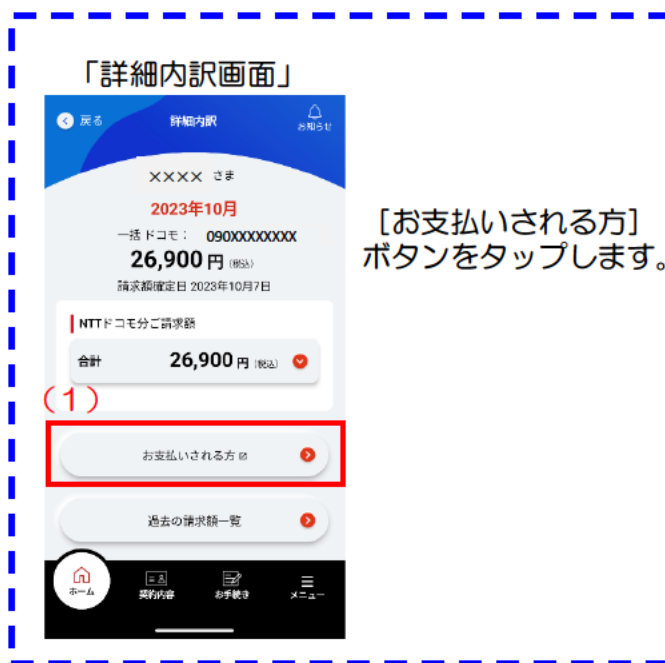 「詳細内訳画面」
戻る
詳細内訳
お知らせ
×××× さま
2023年10月
一括 ドコモ： 090XXXXXXXX
26,900 円 (税込)
請求額確定日 2023年10月7日
NTTドコモ分ご請求額
合計 26,900 円 (税込)
(１)
お支払いされる方
過去の請求額一覧
ホーム
契約内容
お手続き
メニュー
[お支払いされる方]
ボタンをタップします。